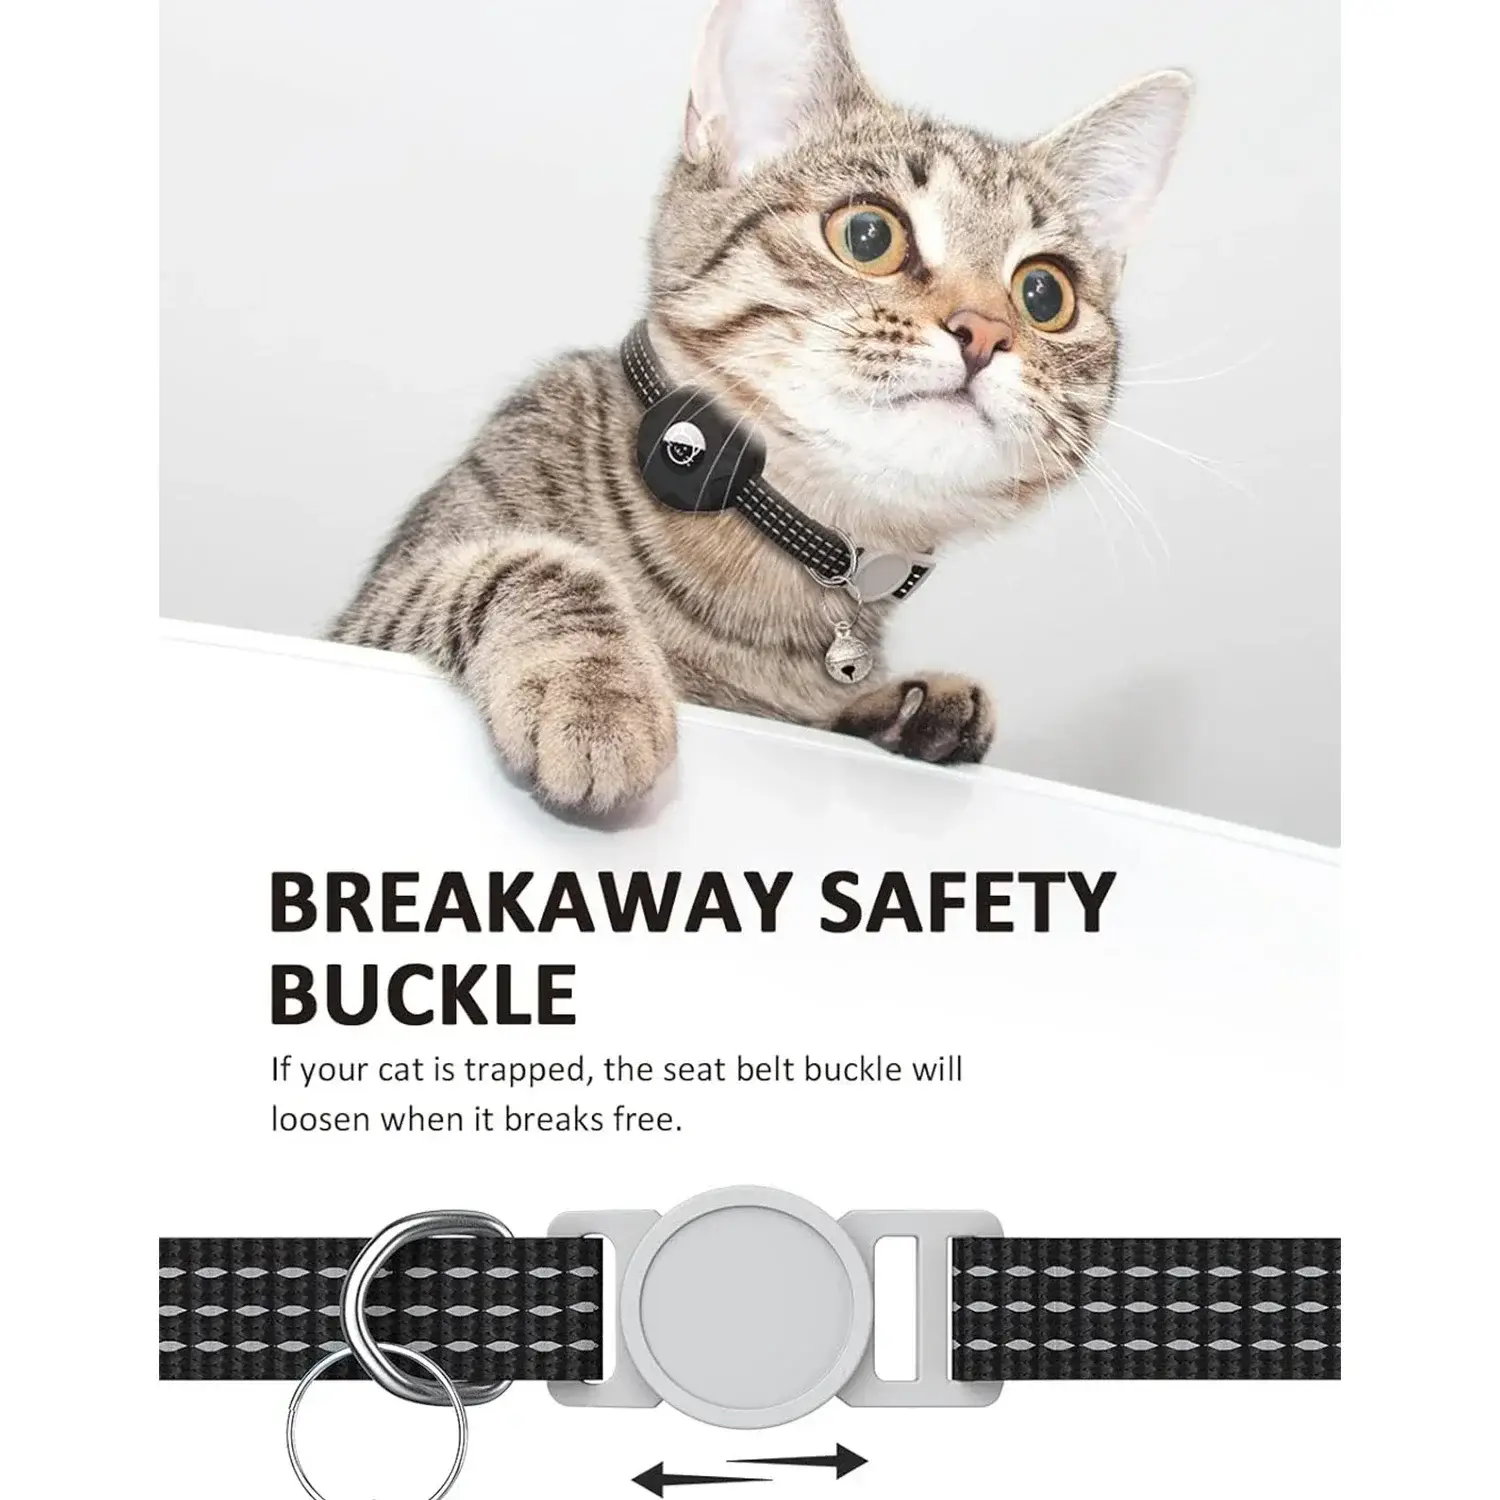 BREAKAWAY SAFETY
BUCKLE
If your cat is trapped, the seat belt buckle will
loosen when it breaks free.